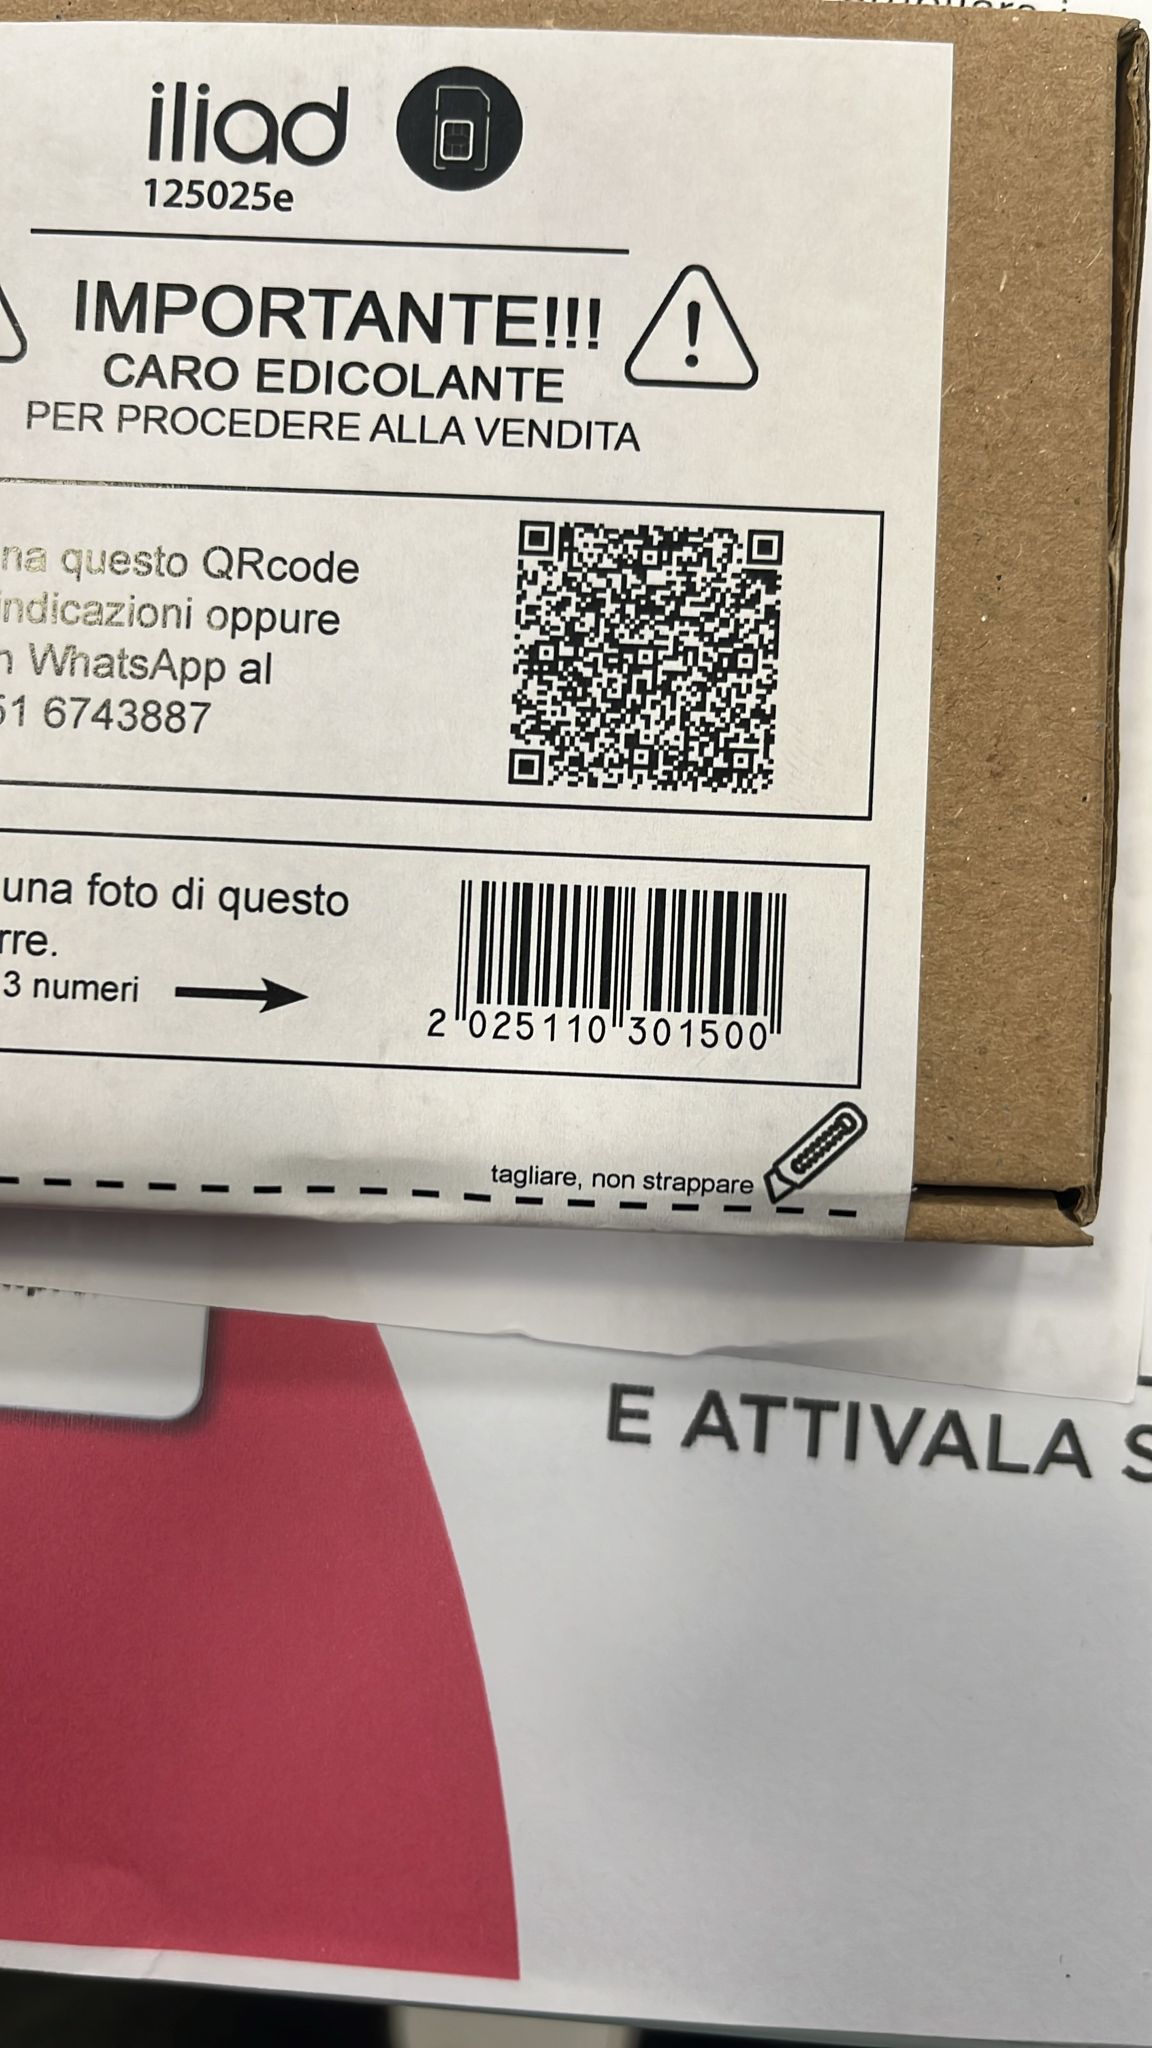 iliad
125025e
IMPORTANTE!!!
CARO EDICOLANTE
PER PROCEDERE ALLA VENDITA
na questo QRcode
indicazioni oppure
n WhatsApp al
51 6743887
una foto di questo
rre.
3 numeri
2 025110 301500
tagliare, non strappare
E ATTIVALA S